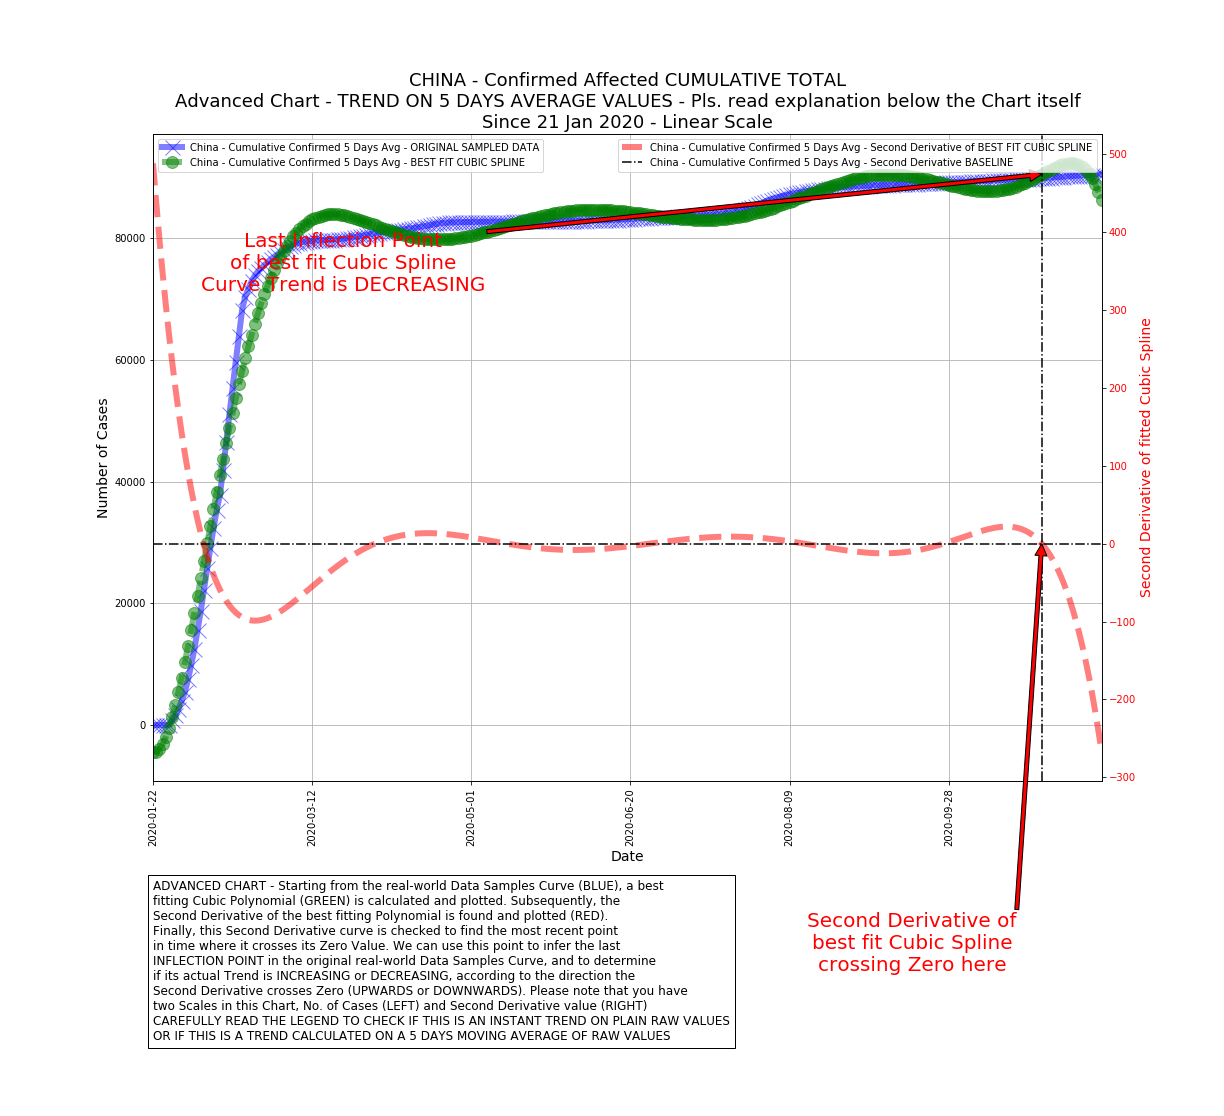 CHINA - Confirmed Affected CUMULATIVE TOTAL
Advanced Chart - TREND ON 5 DAYS AVERAGE VALUES - Pls. read explanation below the Chart itself
Since 21 Jan 2020 - Linear Scale
China - Cumulative Confirmed 5 Days Avg - ORIGINAL SAMPLED DATA
China - Cumulative Confirmed 5 Days Avg - BEST FIT CUBIC SPLINE
China - Cumulative Confirmed 5 Days Avg - Second Derivative of BEST FIT CUBIC SPLINE
China - Cumulative Confirmed 5 Days Avg - Second Derivative BASELINE
Last Inflection Point
of best fit Cubic Spline
Curve Trend is DECREASING
Number of Cases
80000
60000
40000
20000
0
500
400
300
200
100
0
−100
−200
−300
Second Derivative of fitted Cubic Spline
2020-01-22
2020-03-12
2020-05-01
2020-06-20
2020-08-09
2020-09-28
Date
ADVANCED CHART - Starting from the real-world Data Samples Curve (BLUE), a best
fitting Cubic Polynomial (GREEN) is calculated and plotted. Subsequently, the
Second Derivative of the best fitting Polynomial is found and plotted (RED).
Finally, this Second Derivative curve is checked to find the most recent point
in time where it crosses its Zero Value. We can use this point to infer the last
INFLECTION POINT in the original real-world Data Samples Curve, and to determine
if its actual Trend is INCREASING or DECREASING, according to the direction the
Second Derivative crosses Zero (UPWARDS or DOWNWARDS). Please note that you have
two Scales in this Chart, No. of Cases (LEFT) and Second Derivative value (RIGHT)
CAREFULLY READ THE LEGEND TO CHECK IF THIS IS AN INSTANT TREND ON PLAIN RAW VALUES
OR IF THIS IS A TREND CALCULATED ON A 5 DAYS MOVING AVERAGE OF RAW VALUES
Second Derivative of
best fit Cubic Spline
crossing Zero here